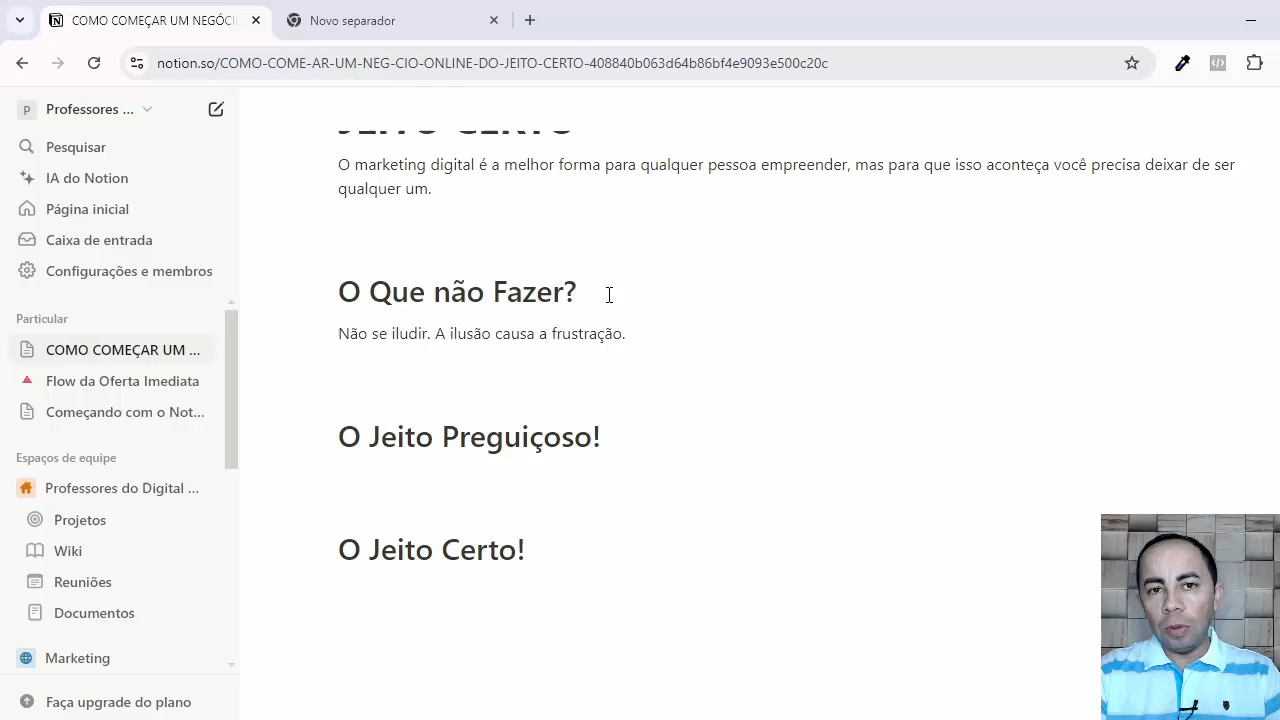 COMO COMEÇAR UM NEGÓCI
Novo separador
notion.so/COMO-COME-AR-UM-NEG-CIO-ONLINE-DO-JEITO-CERTO-408840b063d64b86bf4e9093e500c20c
P Professores ...
Pesquisar
IA do Notion
Página inicial
Caixa de entrada
Configurações e membros
Particular
COMO COMEÇAR UM ...
Flow da Oferta Imediata
Começando com o Not...
Espaços de equipe
Professores do Digital ...
Projetos
Wiki
Reuniões
Documentos
Marketing
Faça upgrade do plano
JEITO CERTO
O marketing digital é a melhor forma para qualquer pessoa empreender, mas para que isso aconteça você precisa deixar de ser
qualquer um.
O Que não Fazer?
Não se iludir. A ilusão causa a frustração.
O Jeito Preguiçoso!
O Jeito Certo!